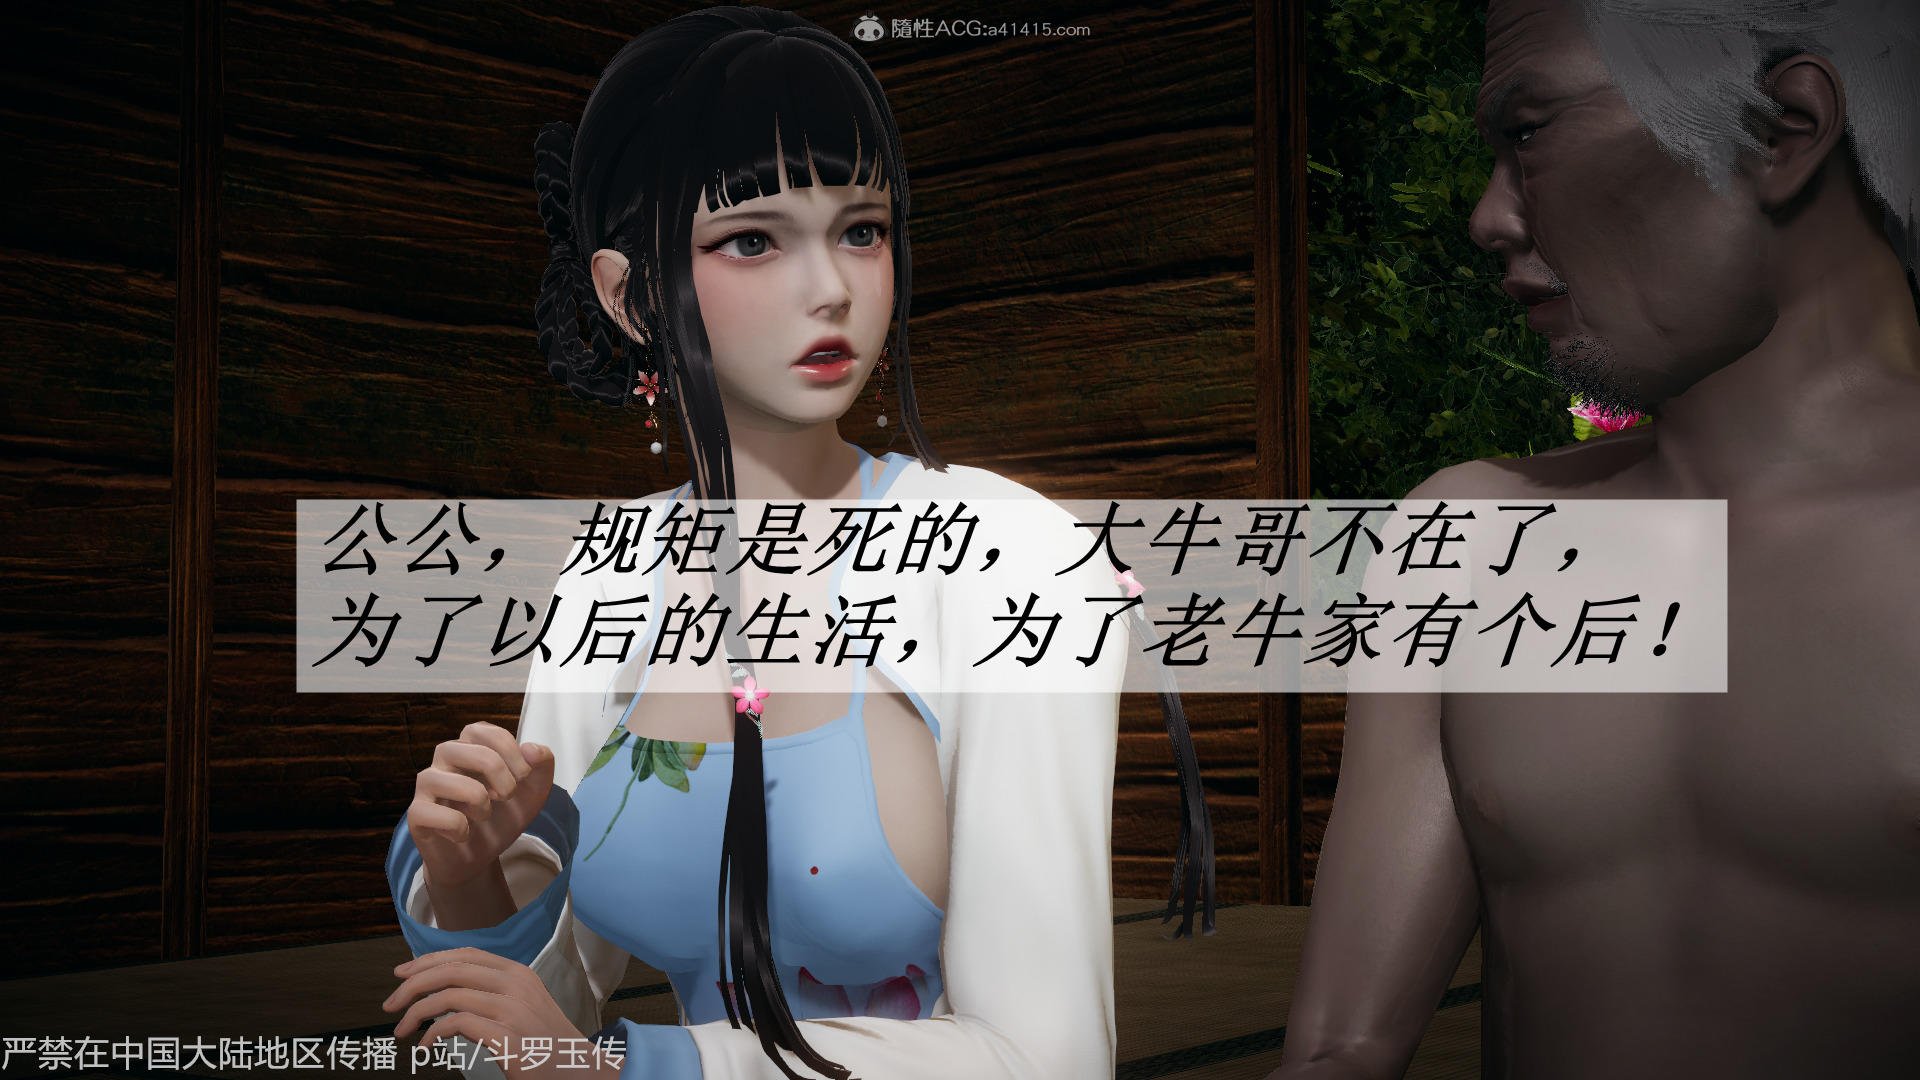 隨性ACG:a41415.com
公公，规矩是死的，大牛哥不在了，
为了以后的生活，为了老牛家有个后！
严禁在中国大陆地区传播 p站/斗罗玉传